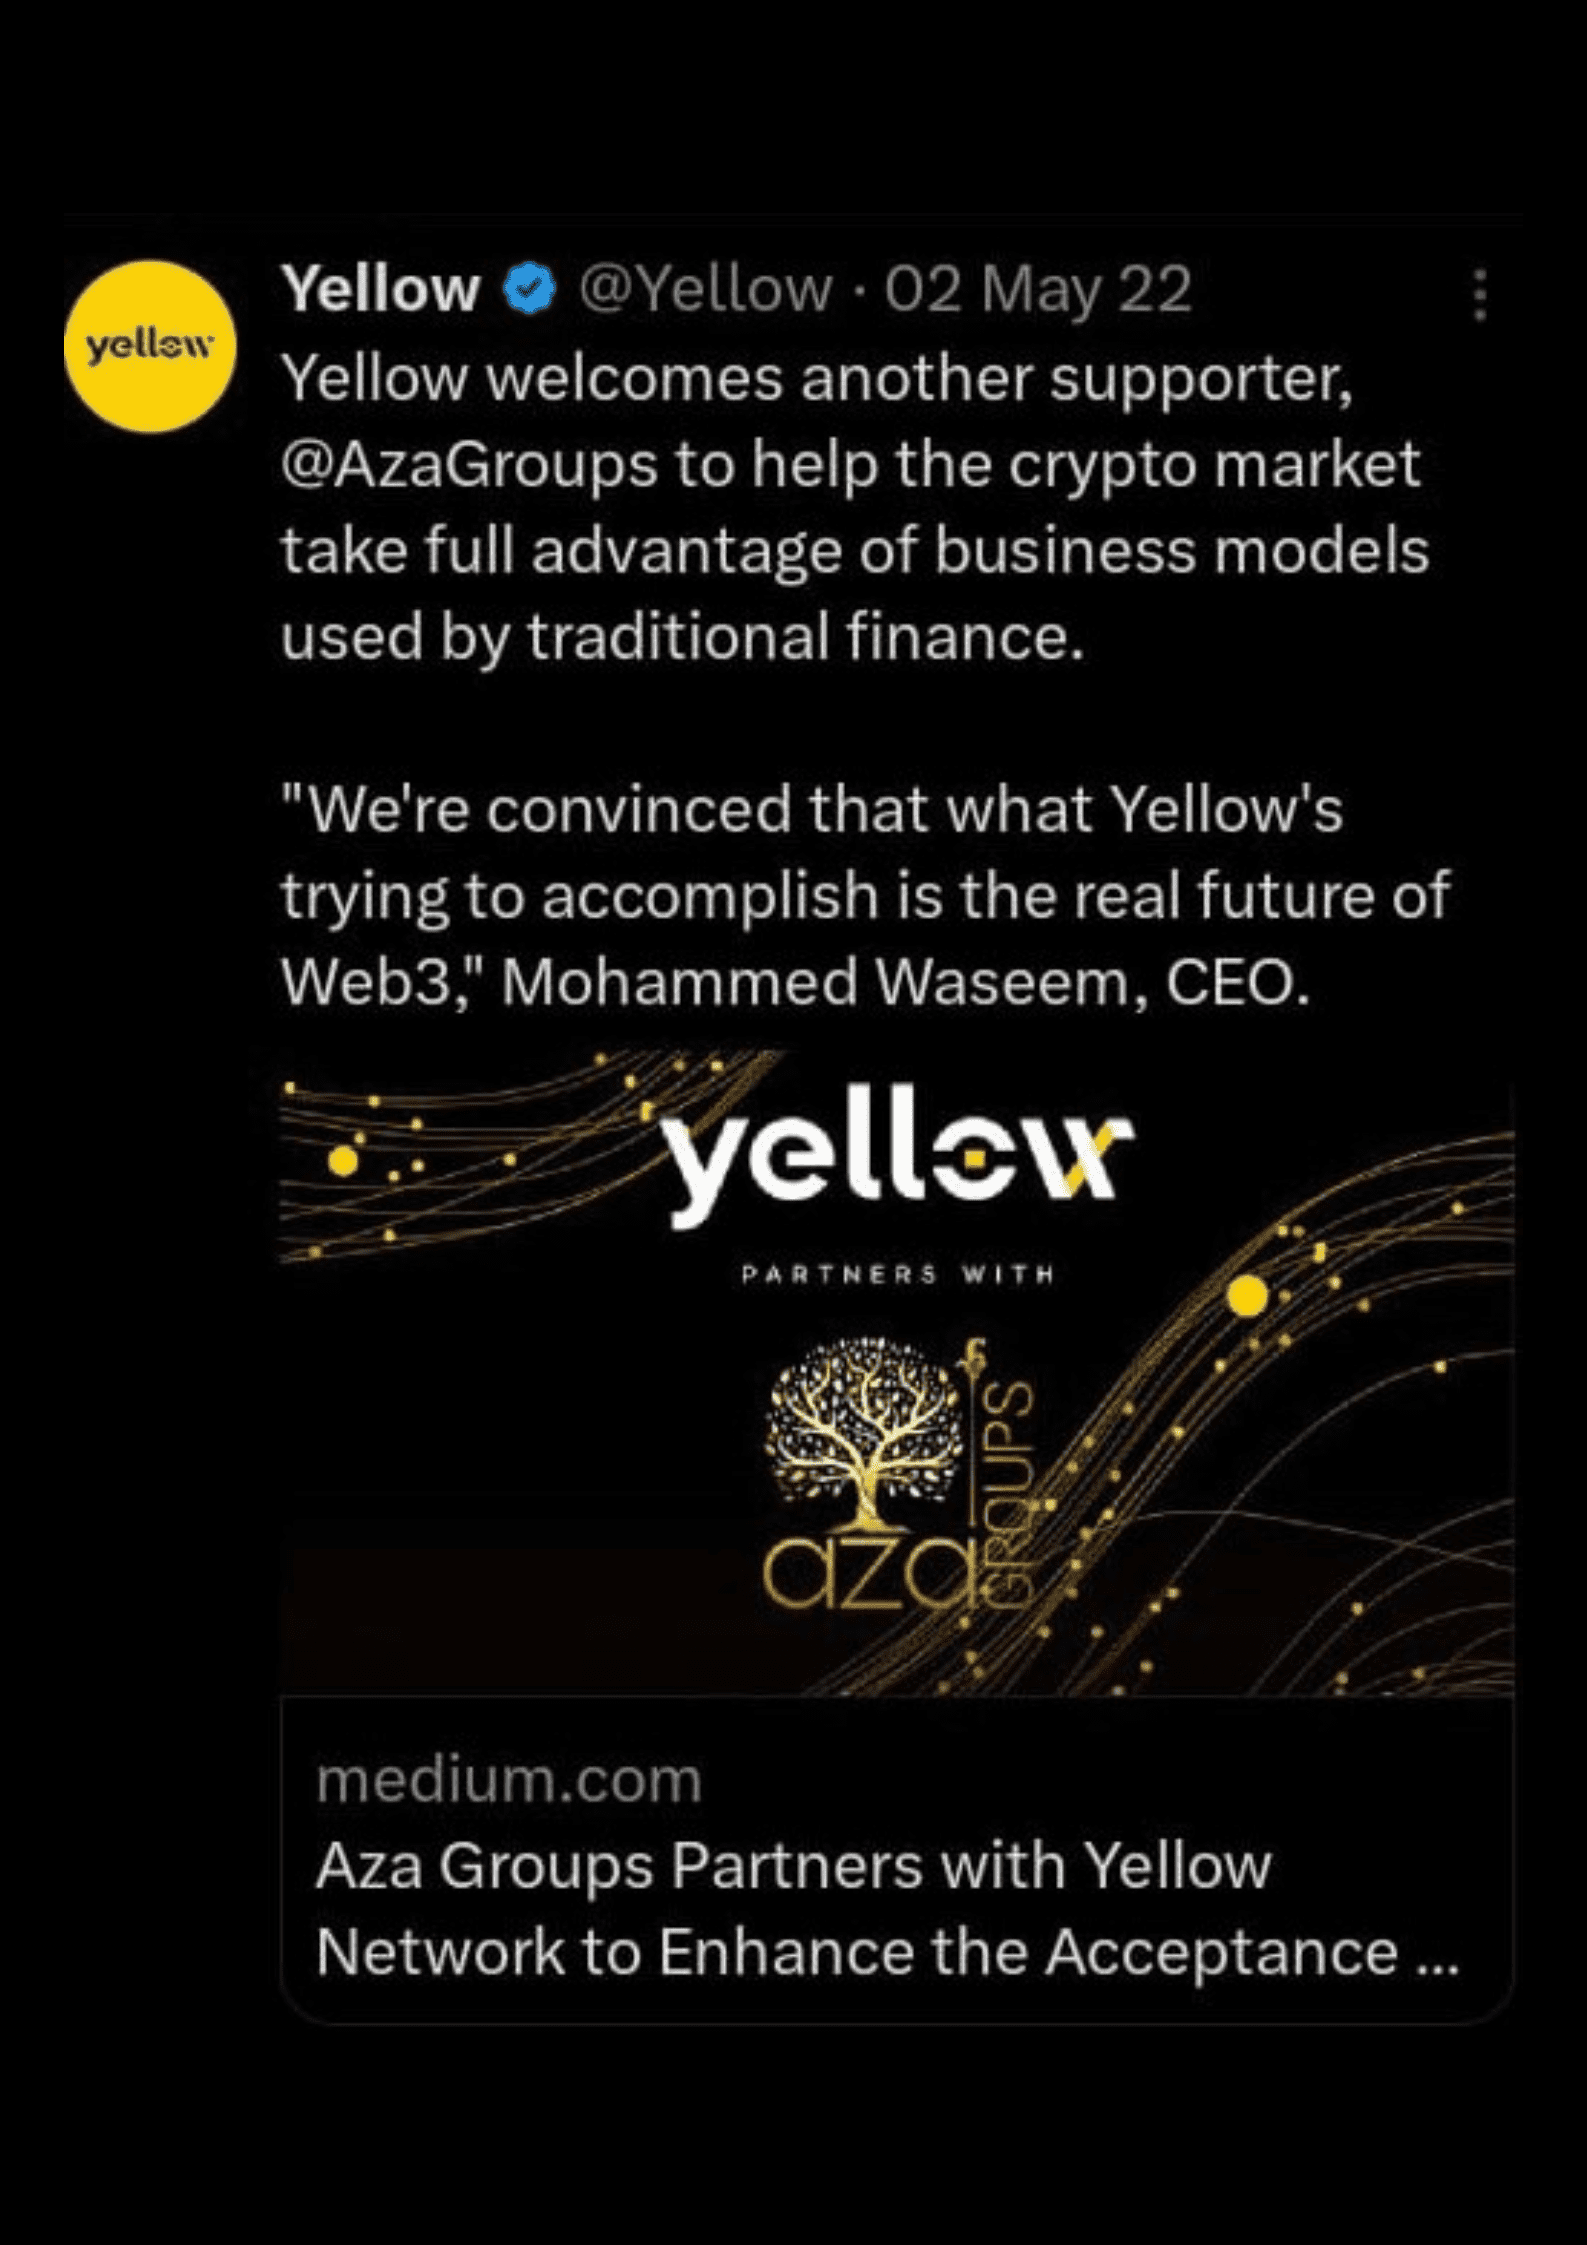 yellow
Yellow @Yellow · 02 May 22
Yellow welcomes another supporter,
@AzaGroups to help the crypto market
take full advantage of business models
used by traditional finance.
"We're convinced that what Yellow's
trying to accomplish is the real future of
Web3," Mohammed Waseem, CEO.
yellow
PARTNERS WITH
aza
GROUPS
medium.com
Aza Groups Partners with Yellow
Network to Enhance the Acceptance ...